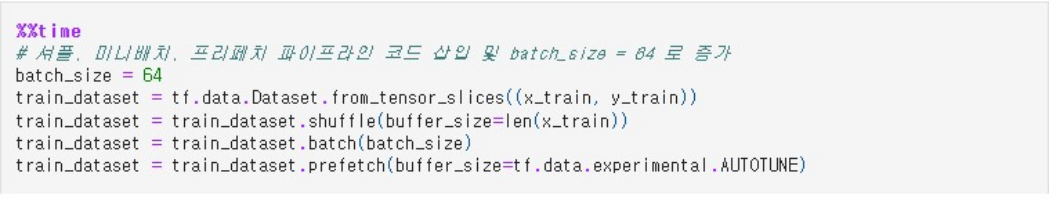 %%time
# 셔플, 미니배치, 프리페치 파이프라인 코드 삽입 및 batch_size = 64 로 증가
batch_size = 64
train_dataset = tf.data.Dataset.from_tensor_slices((x_train, y_train))
train_dataset = train_dataset.shuffle(buffer_size=len(x_train))
train_dataset = train_dataset.batch(batch_size)
train_dataset = train_dataset.prefetch(buffer_size=tf.data.experimental.AUTOTUNE)